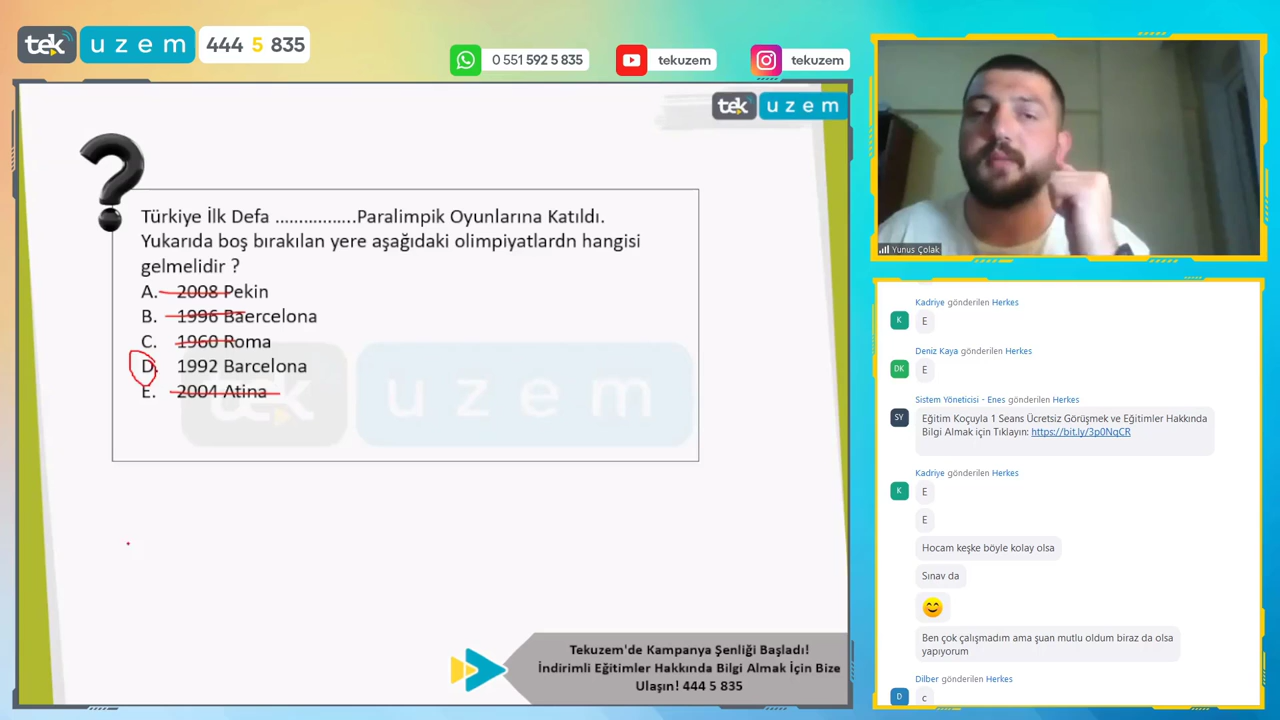 tek uzem 444 5 835
0 551 592 5 835
tekuzem
tekuzem
tek uzem
Türkiye İlk Defa .................Paralimpik Oyunlarına Katıldı.
Yukarıda boş bırakılan yere aşağıdaki olimpiyatlardn hangisi
gelmelidir ?
A. 2008 Pekin
B. 1996 Baercelona
C. 1960 Roma
D. 1992 Barcelona
E. 2004 Atina
tek uzem
Tekuzem'de Kampanya Şenliği Başladı!
İndirimli Eğitimler Hakkında Bilgi Almak İçin Bize
Ulaşın! 444 5 835
Yunus Çolak
Kadriye gönderilen Herkes
K E
Deniz Kaya gönderilen Herkes
DK E
Sistem Yöneticisi - Enes gönderilen Herkes
SY Eğitim Koçuyla 1 Seans Ücretsiz Görüşmek ve Eğitimler Hakkında
Bilgi Almak için Tıklayın: https://bit.ly/3p0NqCR
Kadriye gönderilen Herkes
K E
E
Hocam keşke böyle kolay olsa
Sınav da
Ben çok çalışmadım ama şuan mutlu oldum biraz da olsa
yapıyorum
Dilber gönderilen Herkes
D c